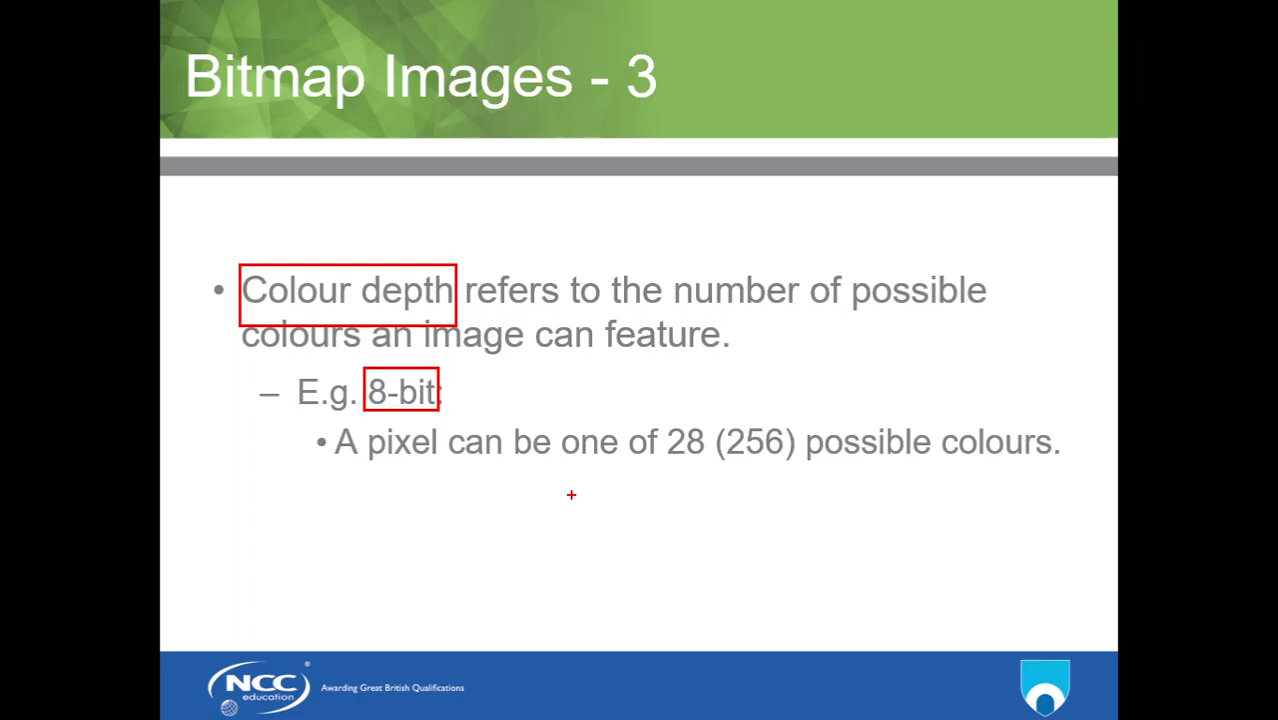 Bitmap Images - 3
• Colour depth refers to the number of possible
colours an image can feature.
– E.g. 8-bit:
• A pixel can be one of 28 (256) possible colours.
NCC
education
®
Awarding Great British Qualifications